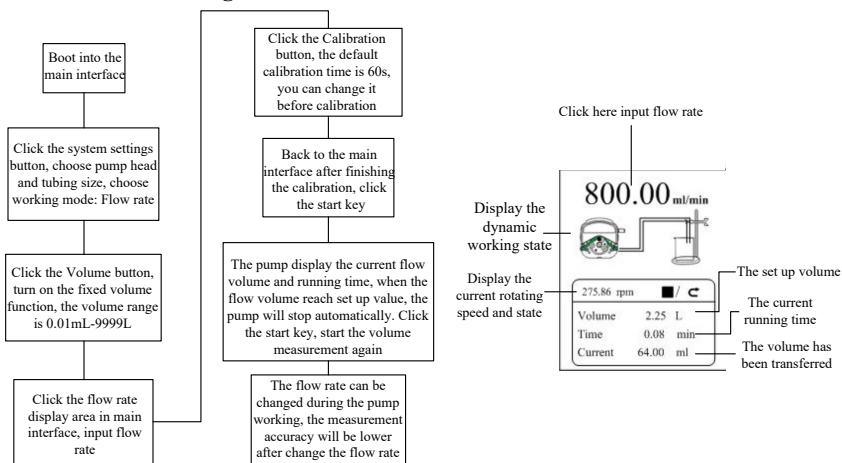 Boot into the
main interface
Click the system settings
button, choose pump head
and tubing size, choose
working mode: Flow rate
Click the Volume button,
turn on the fixed volume
function, the volume range
is 0.01mL-9999L
Click the flow rate
display area in main
interface, input flow
rate
Click the Calibration
button, the default
calibration time is 60s,
you can change it
before calibration
Back to the main
interface after finishing
the calibration, click
the start key
The pump display the current flow
volume and running time, when the
flow volume reach set up value, the
pump will stop automatically. Click
the start key, start the volume
measurement again
The flow rate can be
changed during the pump
working, the measurement
accuracy will be lower
after change the flow rate
Click here input flow rate
800.00 ml/min
Display the
dynamic
working state
Display the
current rotating
speed and state
275.86 rpm /
Volume 2.25 L
Time 0.08 min
Current 64.00 ml
The set up volume
The current
running time
The volume has
been transferred